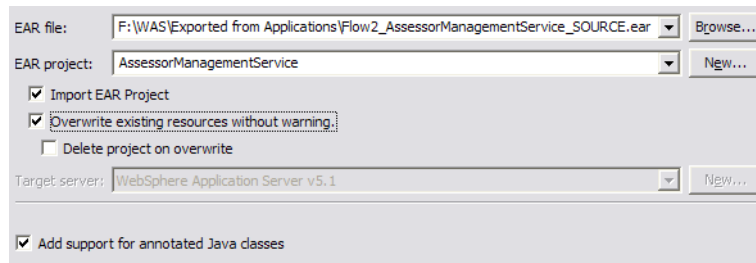 EAR file: F:\WAS\Exported from Applications\Flow2_AssessorManagementService_SOURCE.ear Browse...
EAR project: AssessorManagementService New...
Import EAR Project
Overwrite existing resources without warning.
Delete project on overwrite
Target server: WebSphere Application Server v5.1 New...
Add support for annotated Java classes